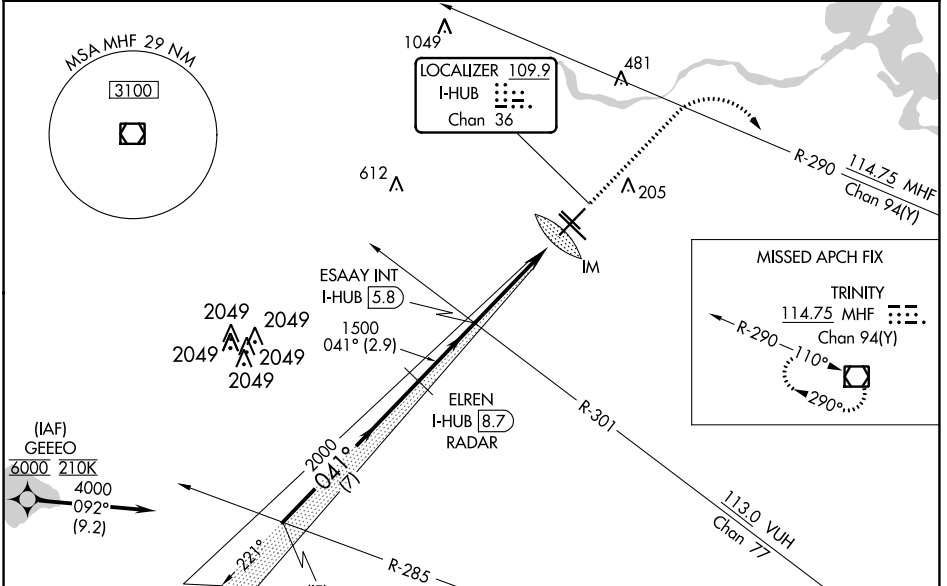 MSA MHF 29 NM
3100
1049
481
LOCALIZER 109.9
I-HUB
Chan 36
R-290
114.75 MHF
Chan 94(Y)
612
205
IM
ESAAY INT
I-HUB 5.8
1500
041° (2.9)
2049
2049
2049
2049
2049
ELREN
I-HUB 8.7
RADAR
R-301
113.0 VUH
Chan 77
MISSED APCH FIX
TRINITY
114.75 MHF
Chan 94(Y)
R-290
110°
290°
(IAF)
GEEEO
6000 210K
4000
092°
(9.2)
2000
041°
(7)
221°
R-285